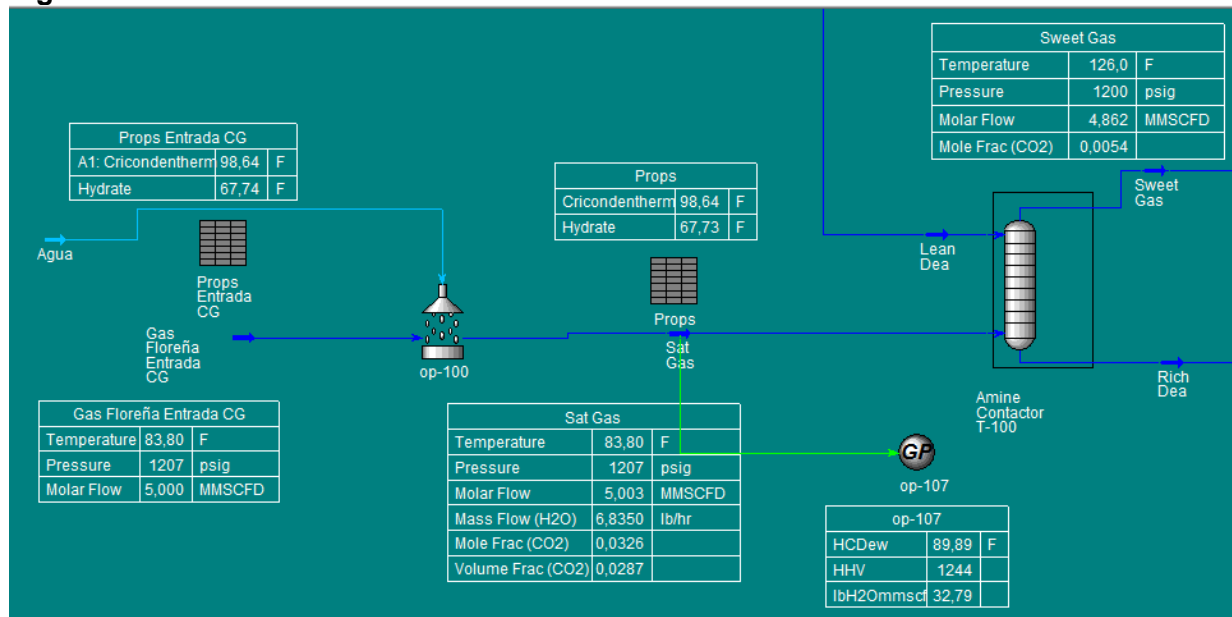 Sweet Gas
Temperature 126,0 F
Pressure 1200 psig
Molar Flow 4,862 MMSCFD
Mole Frac (CO2) 0,0054
Props Entrada CG
A1: Cricondentherm 98,64 F
Hydrate 67,74 F
Props
Cricondentherm 98,64 F
Hydrate 67,73 F
Sweet
Gas
Agua
Props
Entrada
CG
Lean
Dea
Props
Sat
Gas
Gas
Floreña
Entrada
CG
op-100
Rich
Dea
Amine
Contactor
T-100
Gas Floreña Entrada CG
Temperature 83,80 F
Pressure 1207 psig
Molar Flow 5,000 MMSCFD
Sat Gas
Temperature 83,80 F
Pressure 1207 psig
Molar Flow 5,003 MMSCFD
Mass Flow (H2O) 6,8350 lb/hr
Mole Frac (CO2) 0,0326
Volume Frac (CO2) 0,0287
GP
op-107
op-107
HCDew 89,89 F
HHV 1244
lbH2Ommscf 32,79